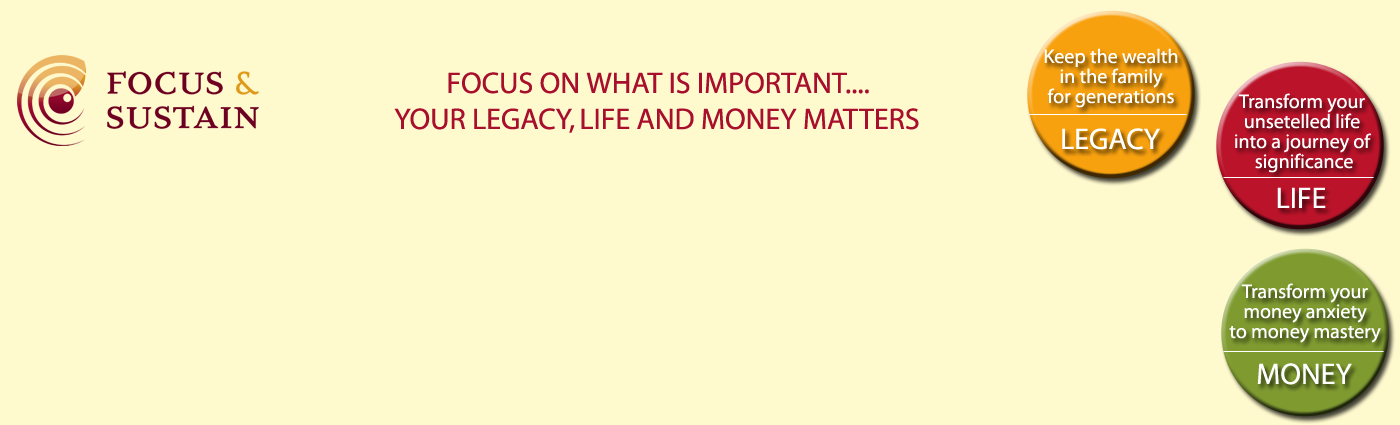 FOCUS &
SUSTAIN
FOCUS ON WHAT IS IMPORTANT....
YOUR LEGACY, LIFE AND MONEY MATTERS
Keep the wealth
in the family
for generations
LEGACY
Transform your
unsetelled life
into a journey of
significance
LIFE
Transform your
money anxiety
to money mastery
MONEY